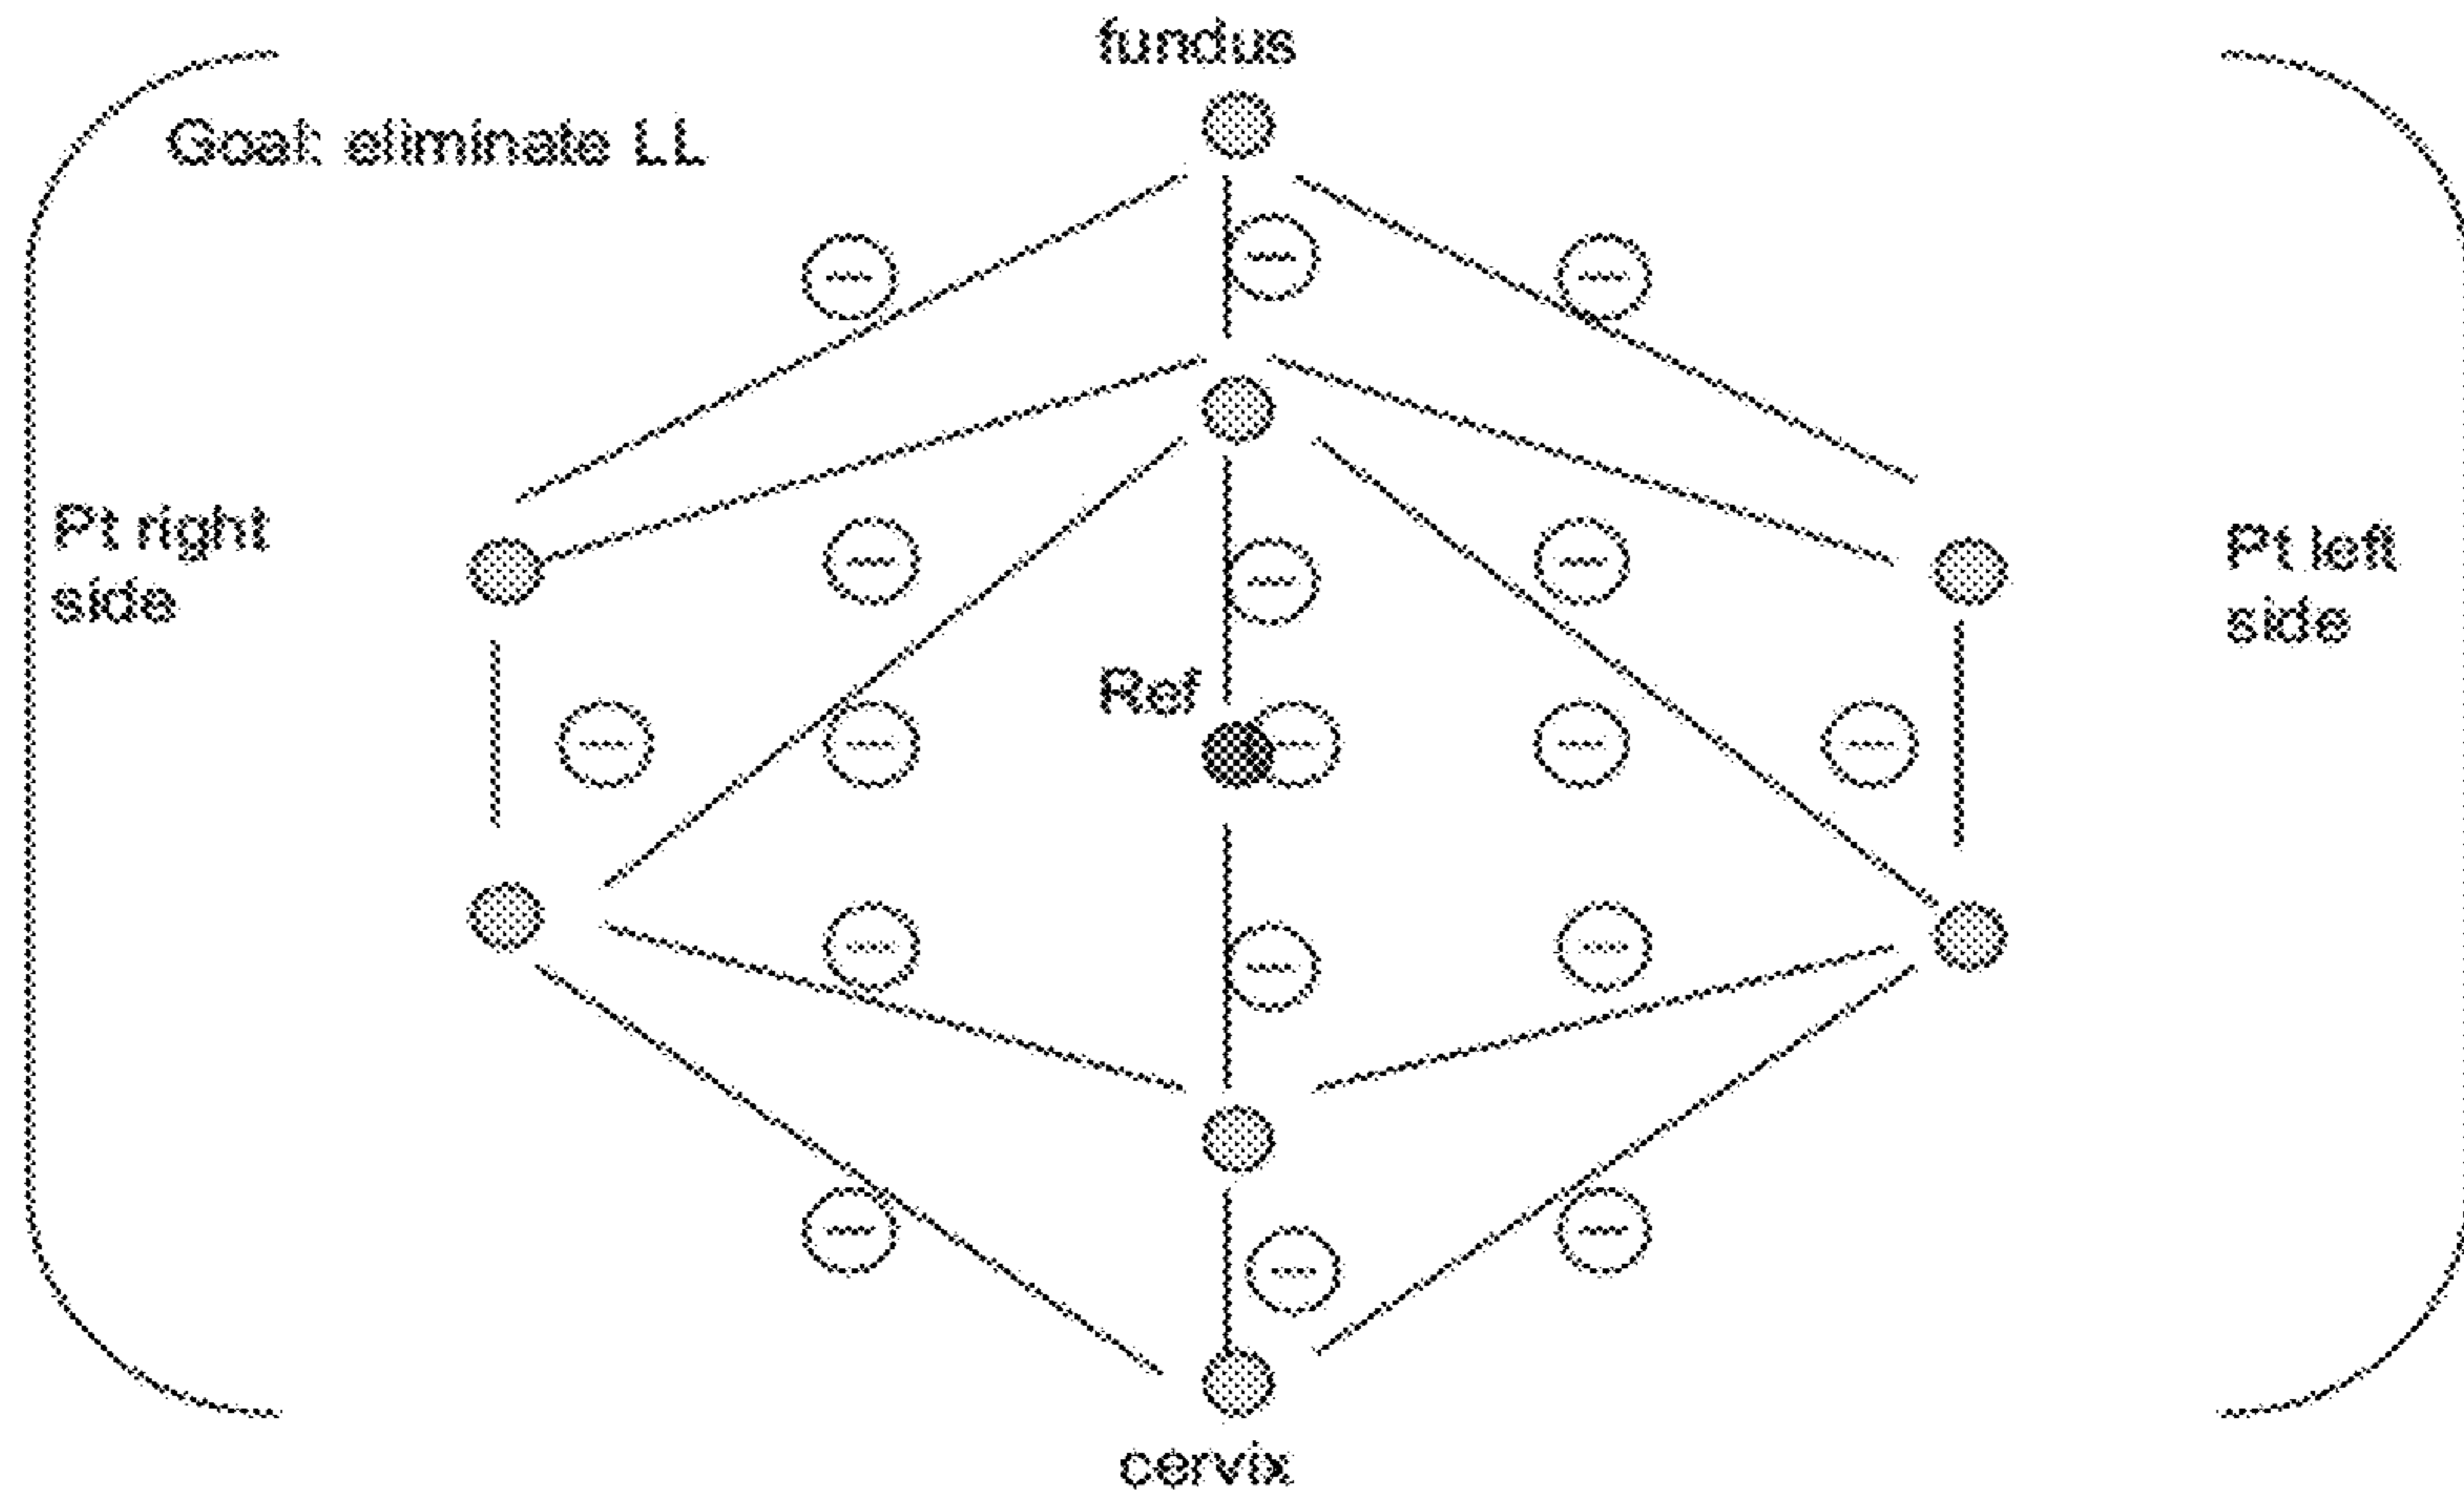 fundus
Goal: eliminate LL
Pt right
side
Pt left
side
Ref
cervix